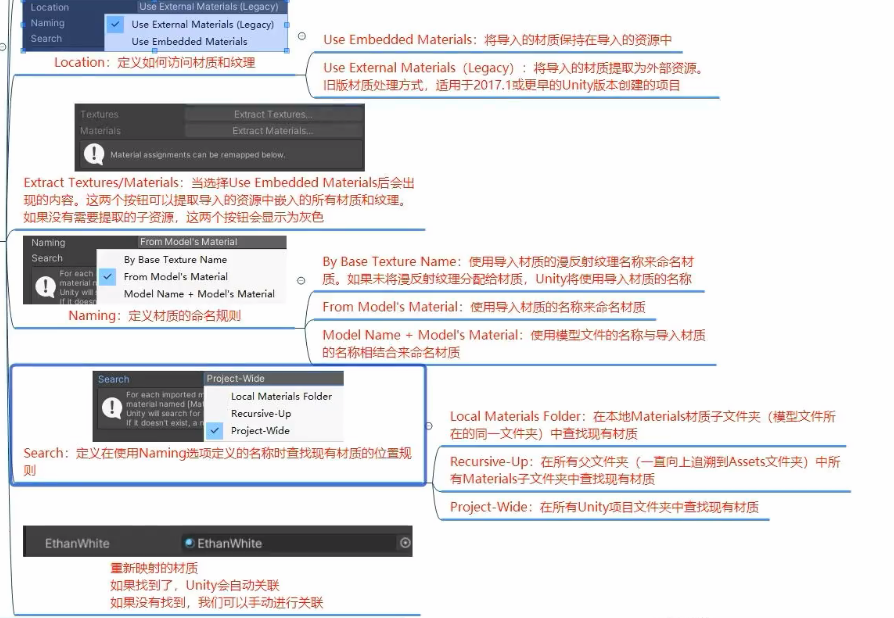 Location
Use External Materials (Legacy)
Naming
Use External Materials (Legacy)
Search
Use Embedded Materials
Location：定义如何访问材质和纹理
Use Embedded Materials：将导入的材质保持在导入的资源中
Use External Materials（Legacy）：将导入的材质提取为外部资源。
旧版材质处理方式，适用于2017.1或更早的Unity版本创建的项目
Textures
Extract Textures...
Materials
Extract Materials...
Material assignments can be remapped below.
Extract Textures/Materials：当选择Use Embedded Materials后会出
现的内容。这两个按钮可以提取导入的资源中嵌入的所有材质和纹理。
如果没有需要提取的子资源，这两个按钮会显示为灰色
Naming
From Model's Material
Search
By Base Texture Name
From Model's Material
Model Name + Model's Material
For each
material n
Unity will
If it doesn
Naming：定义材质的命名规则
By Base Texture Name：使用导入材质的漫反射纹理名称来命名材
质。如果未将漫反射纹理分配给材质，Unity将使用导入材质的名称
From Model's Material：使用导入材质的名称来命名材质
Model Name + Model's Material：使用模型文件的名称与导入材质
的名称相结合来命名材质
Search
Project-Wide
For each imported m
material named [Mat
Unity will search for
If it doesn't exist, a n
Local Materials Folder
Recursive-Up
Project-Wide
Search：定义在使用Naming选项定义的名称时查找现有材质的位置规
则
Local Materials Folder：在本地Materials材质子文件夹（模型文件所
在的同一文件夹）中查找现有材质
Recursive-Up：在所有父文件夹（一直向上追溯到Assets文件夹）中所
有Materials子文件夹中查找现有材质
Project-Wide：在所有Unity项目文件夹中查找现有材质
EthanWhite
EthanWhite
重新映射的材质
如果找到了，Unity会自动关联
如果没有找到，我们可以手动进行关联